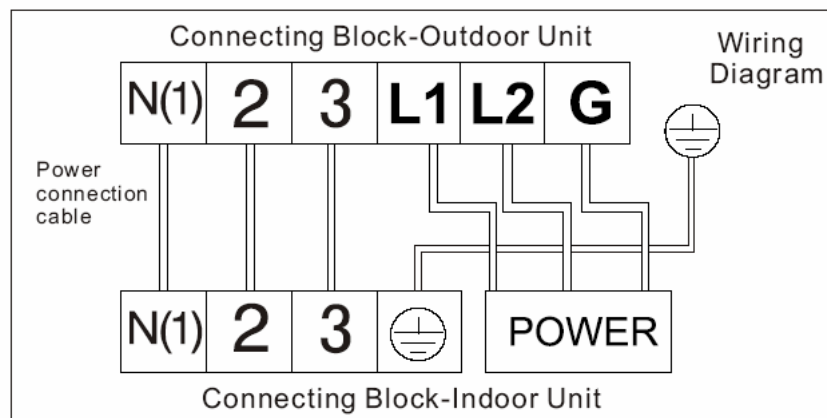 Connecting Block-Outdoor Unit
Wiring
Diagram
N(1) 2 3 L1 L2 G
Power
connection
cable
N(1) 2 3 POWER
Connecting Block-Indoor Unit